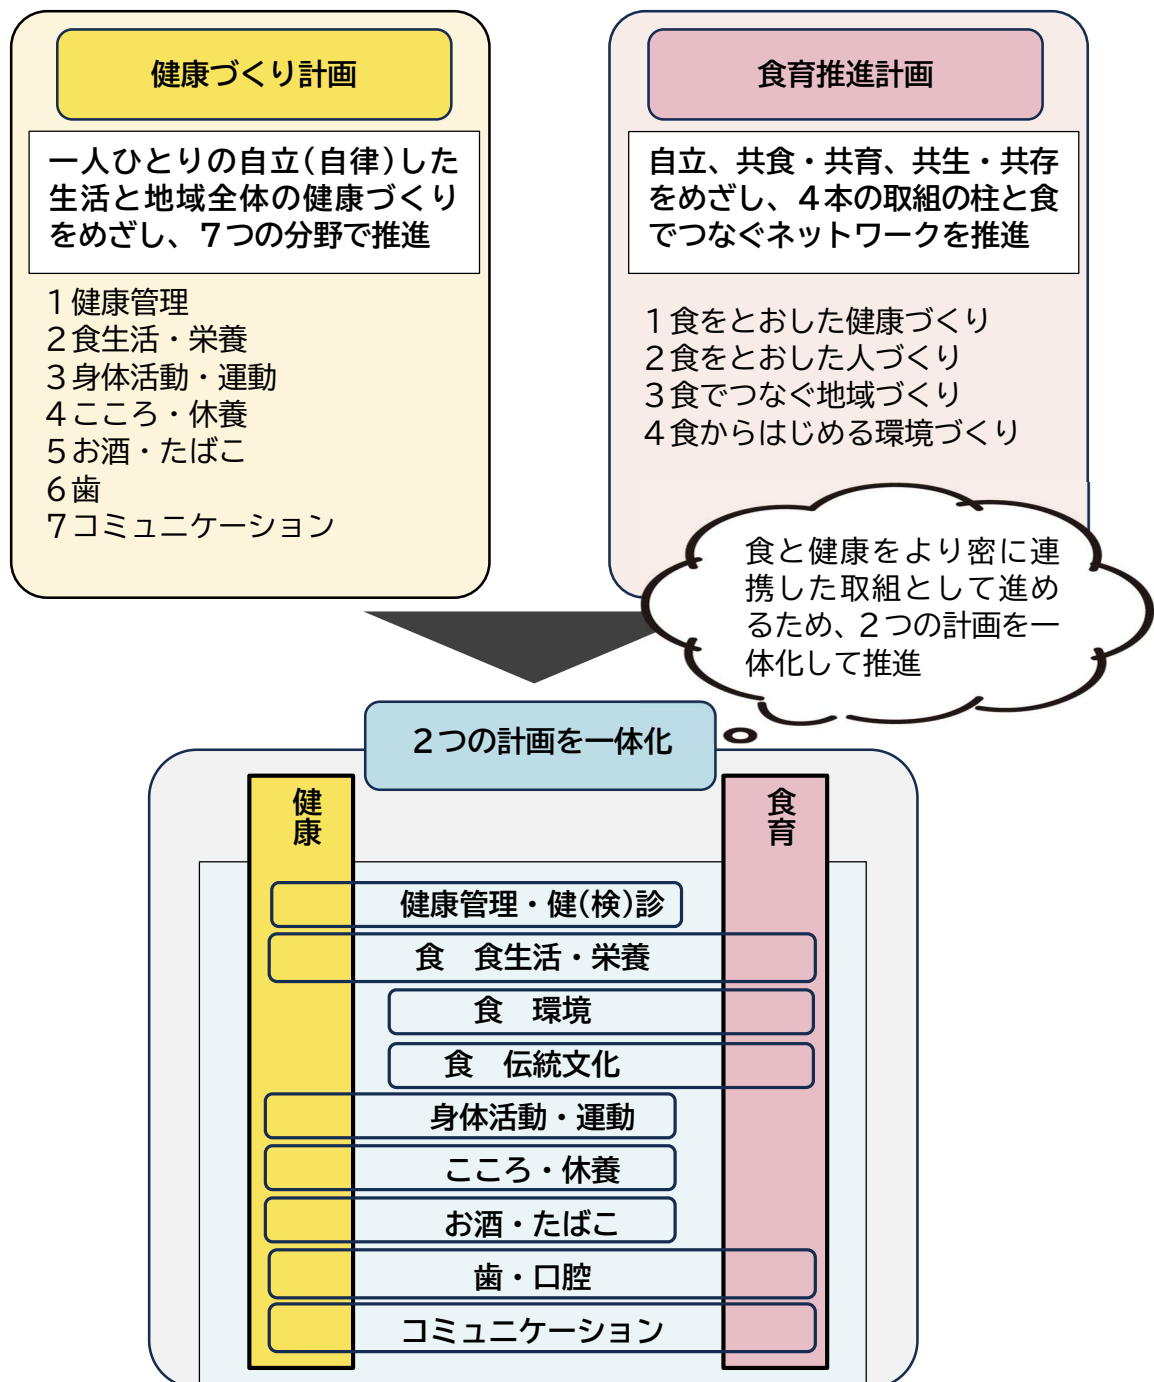 健康づくり計画
一人ひとりの自立(自律)した
生活と地域全体の健康づくり
をめざし、７つの分野で推進
１健康管理
２食生活・栄養
３身体活動・運動
４こころ・休養
５お酒・たばこ
６歯
７コミュニケーション
食育推進計画
自立、共食・共育、共生・共存
をめざし、４本の取組の柱と食
でつなぐネットワークを推進
１食をとおした健康づくり
２食をとおした人づくり
３食でつなぐ地域づくり
４食からはじめる環境づくり
食と健康をより密に連
携した取組として進め
るため、２つの計画を一
体化して推進
２つの計画を一体化
健康
食育
健康管理・健(検)診
食　食生活・栄養
食　環境
食　伝統文化
身体活動・運動
こころ・休養
お酒・たばこ
歯・口腔
コミュニケーション